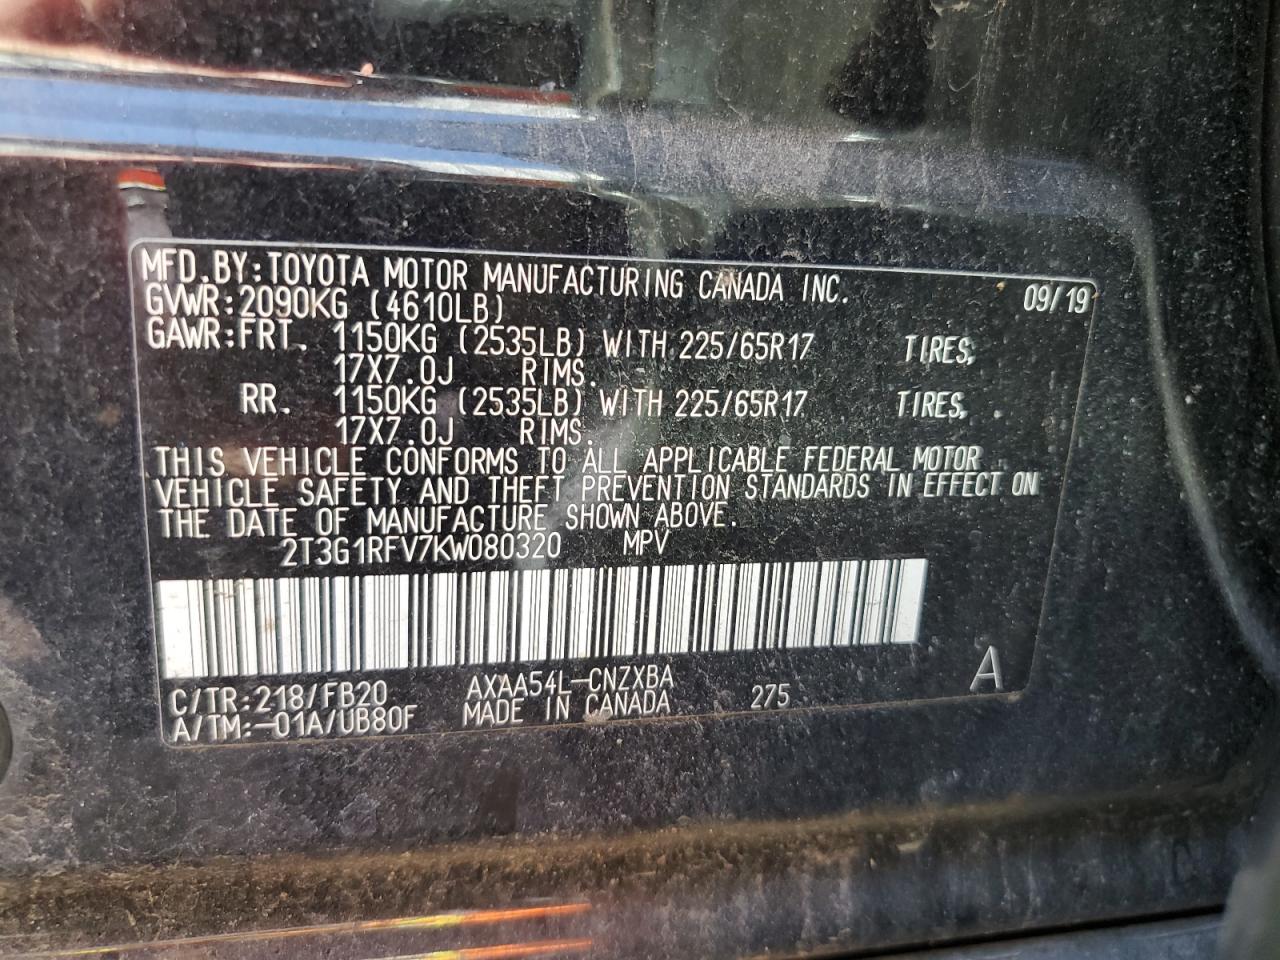 MFD.BY:TOYOTA MOTOR MANUFACTURING CANADA INC. 09/19
GVWR:2090KG (4610LB)
GAWR:FRT. 1150KG (2535LB) WITH 225/65R17 TIRES,
17X7.0J RIMS.
RR. 1150KG (2535LB) WITH 225/65R17 TIRES,
17X7.0J RIMS.
THIS VEHICLE CONFORMS TO ALL APPLICABLE FEDERAL MOTOR
VEHICLE SAFETY AND THEFT PREVENTION STANDARDS IN EFFECT ON
THE DATE OF MANUFACTURE SHOWN ABOVE.
2T3G1RFV7KW080320 MPV
C/TR:218/FB20 AXAA54L-CNZXBA 275 A
A/TM:-01A/UB80F MADE IN CANADA